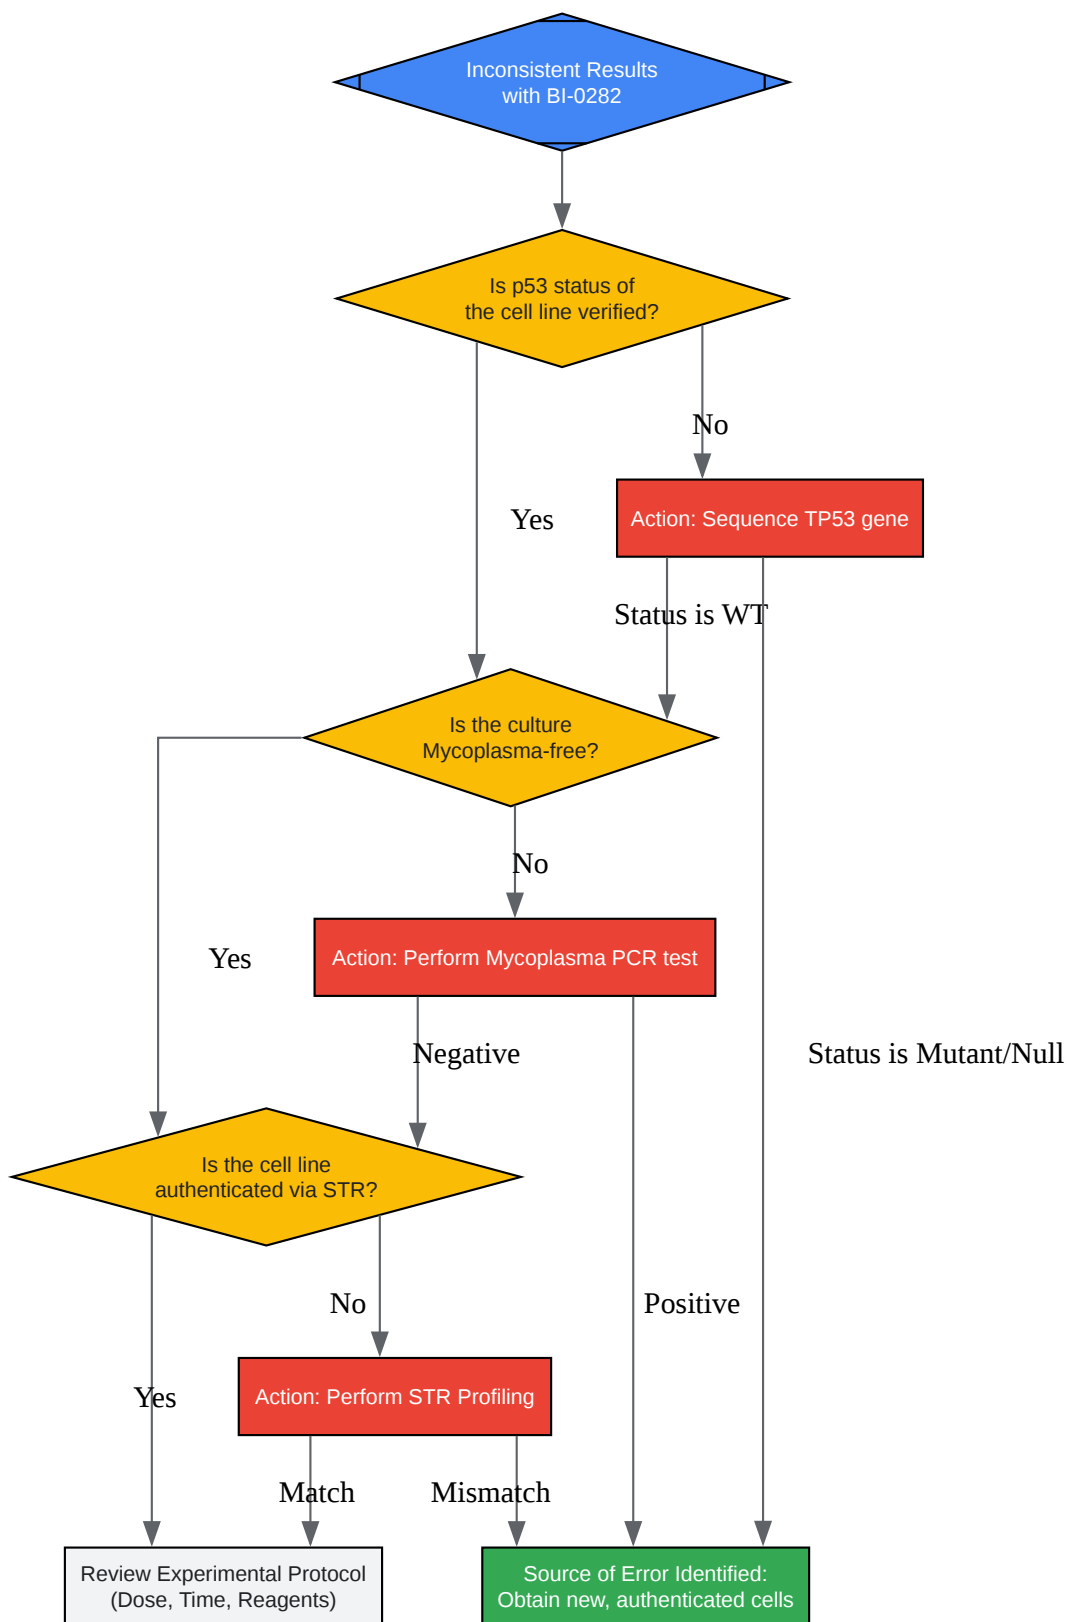 Inconsistent Results
with BI-0282
Is p53 status of
the cell line verified?
No
Yes
Action: Sequence TP53 gene
Status is WT
Is the culture
Mycoplasma-free?
No
Yes
Action: Perform Mycoplasma PCR test
Negative
Status is Mutant/Null
Is the cell line
authenticated via STR?
No
Positive
Yes
Action: Perform STR Profiling
Match
Mismatch
Review Experimental Protocol
(Dose, Time, Reagents)
Source of Error Identified:
Obtain new, authenticated cells